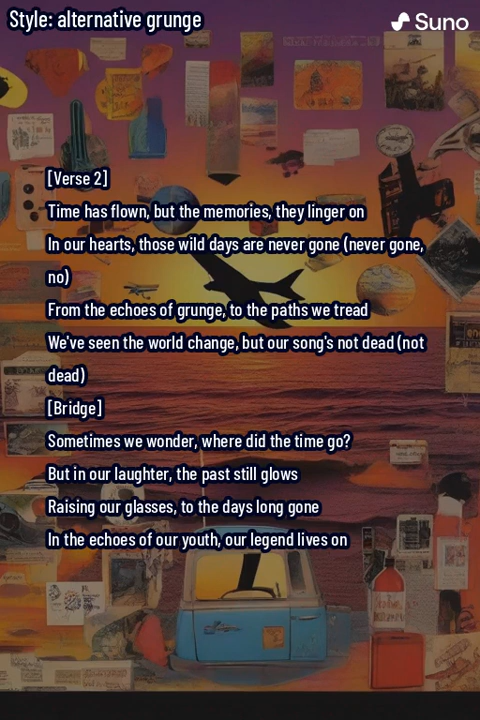 Style: alternative grunge
Suno
[Verse 2]
Time has flown, but the memories, they linger on
In our hearts, those wild days are never gone (never gone,
no)
From the echoes of grunge, to the paths we tread
We've seen the world change, but our song's not dead (not
dead)
[Bridge]
Sometimes we wonder, where did the time go?
But in our laughter, the past still glows
Raising our glasses, to the days long gone
In the echoes of our youth, our legend lives on